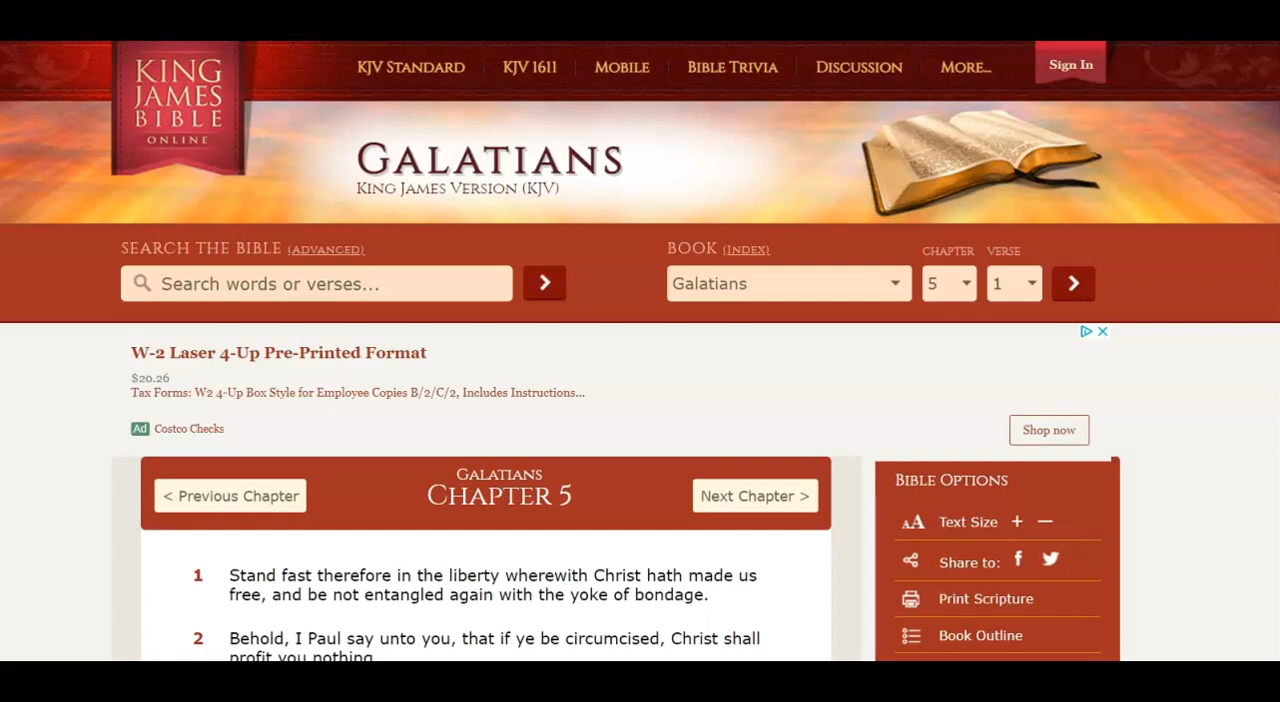 KING
JAMES
BIBLE
ONLINE
KJV STANDARD
KJV 1611
MOBILE
BIBLE TRIVIA
DISCUSSION
MORE...
Sign In
GALATIANS
KING JAMES VERSION (KJV)
SEARCH THE BIBLE (ADVANCED)
BOOK (INDEX)
CHAPTER
VERSE
Search words or verses...
Galatians
5
1
W-2 Laser 4-Up Pre-Printed Format
$20.26
Tax Forms: W2 4-Up Box Style for Employee Copies B/2/C/2, Includes Instructions...
Ad Costco Checks
Shop now
< Previous Chapter
GALATIANS
CHAPTER 5
Next Chapter >
1 Stand fast therefore in the liberty wherewith Christ hath made us
free, and be not entangled again with the yoke of bondage.
2 Behold, I Paul say unto you, that if ye be circumcised, Christ shall
profit you nothing
BIBLE OPTIONS
AA Text Size + —
Share to: f
Print Scripture
Book Outline